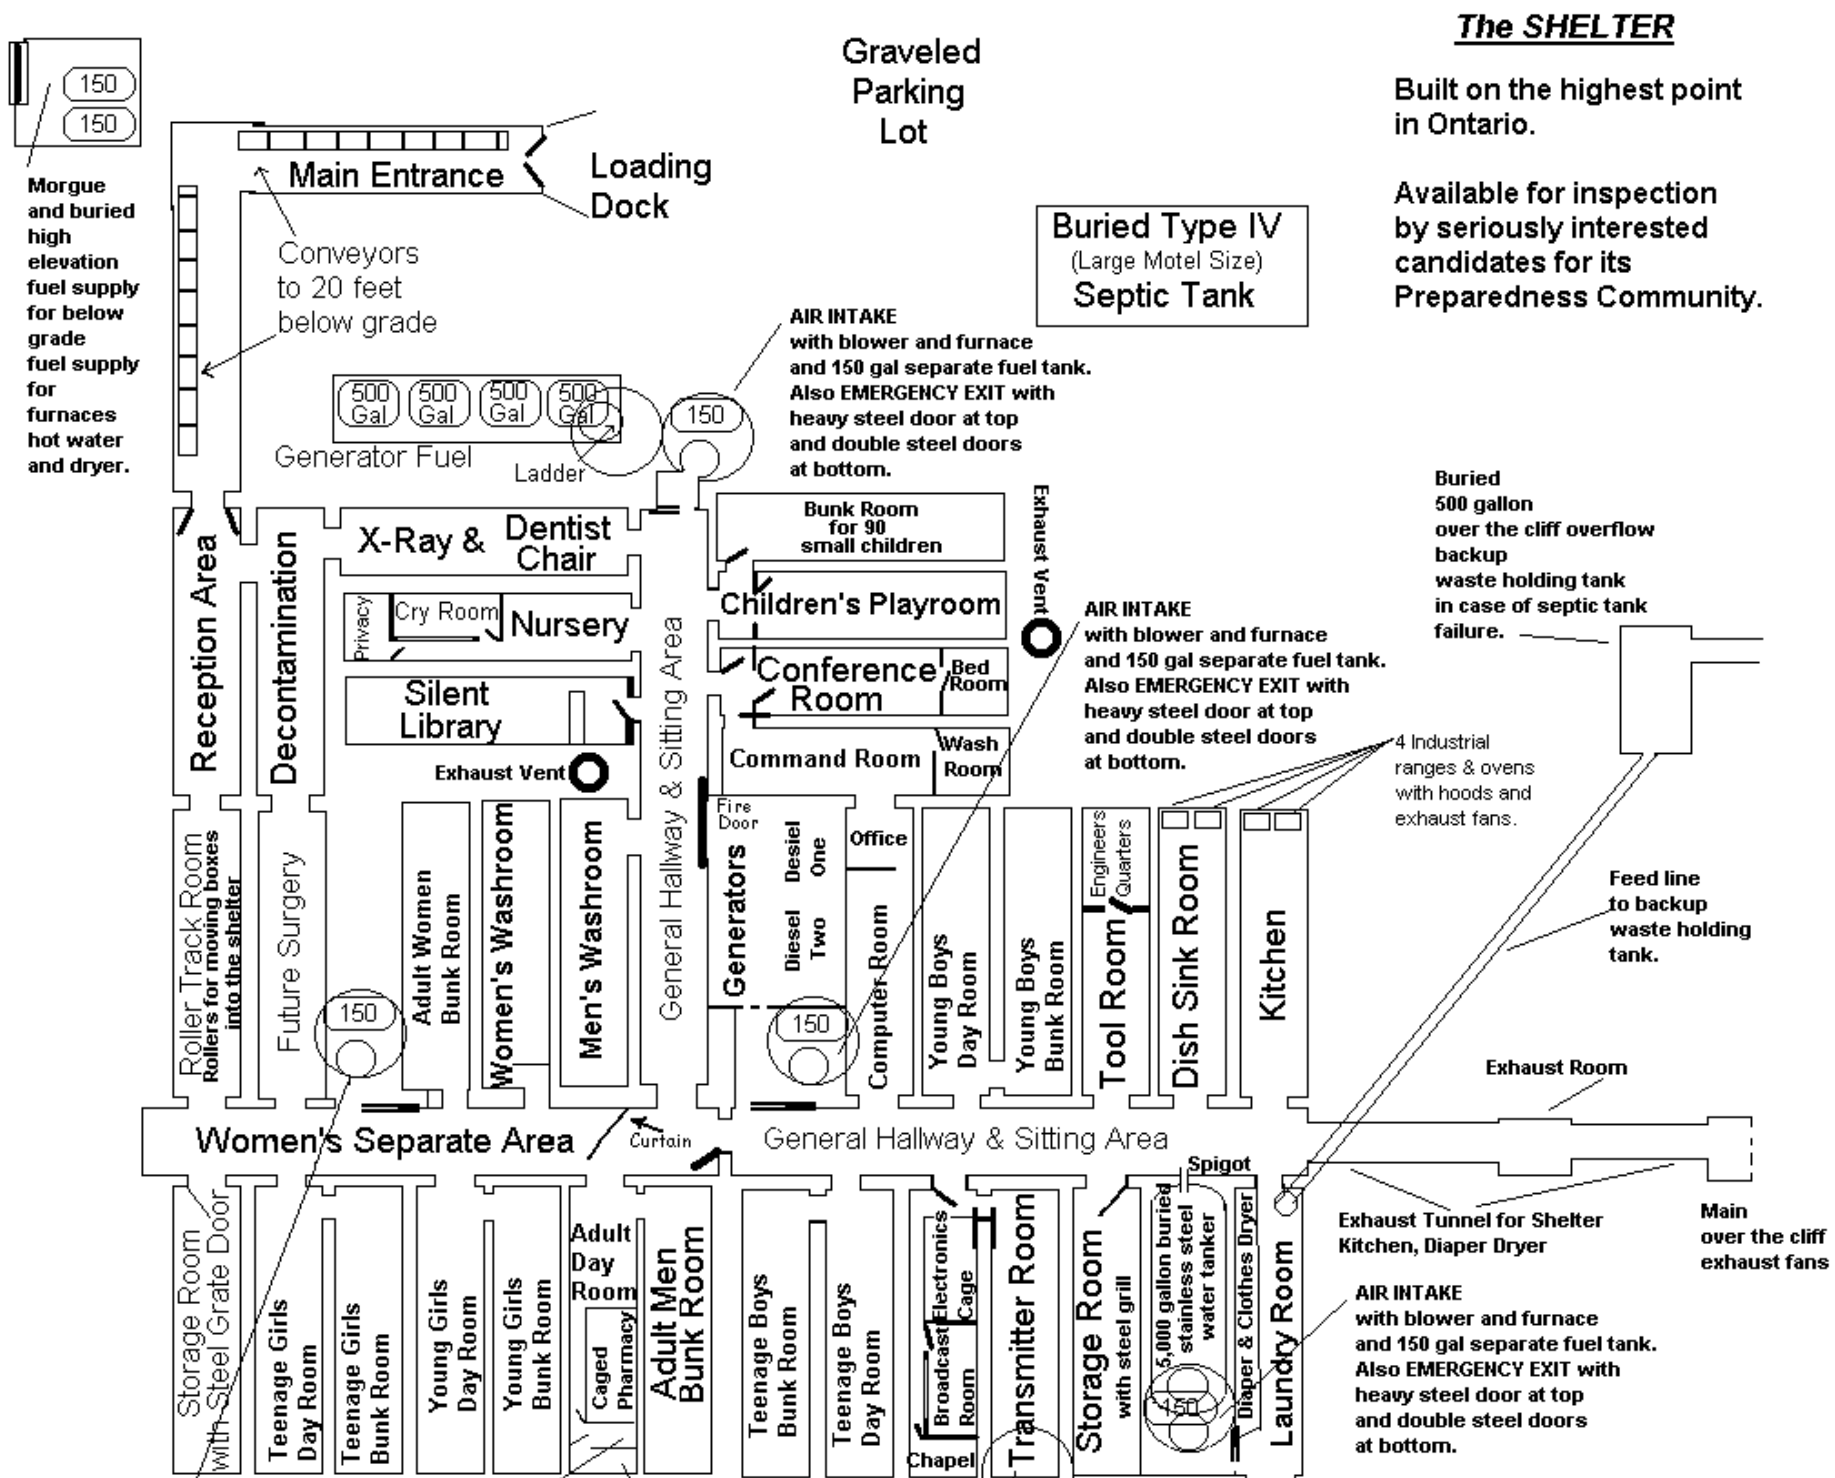 The SHELTER
Built on the highest point
in Ontario.
Available for inspection
by seriously interested
candidates for its
Preparedness Community.
Graveled
Parking
Lot
150
150
Morgue
and buried
high
elevation
fuel supply
for below
grade
fuel supply
for
furnaces
hot water
and dryer.
Main Entrance
Loading
Dock
Conveyors
to 20 feet
below grade
Buried Type IV
(Large Motel Size)
Septic Tank
AIR INTAKE
with blower and furnace
and 150 gal separate fuel tank.
Also EMERGENCY EXIT with
heavy steel door at top
and double steel doors
at bottom.
500
Gal
500
Gal
500
Gal
500
Gal
Generator Fuel
Ladder
150
Reception Area
Decontamination
X-Ray &
Dentist
Chair
Privacy
Cry Room
Nursery
Silent
Library
Exhaust Vent
General Hallway & Sitting Area
Bunk Room
for 90
small children
Children's Playroom
Conference
Room
Bed
Room
Command Room
Wash
Room
Exhaust Vent
AIR INTAKE
with blower and furnace
and 150 gal separate fuel tank.
Also EMERGENCY EXIT with
heavy steel door at top
and double steel doors
at bottom.
Buried
500 gallon
over the cliff overflow
backup
waste holding tank
in case of septic tank
failure.
4 Industrial
ranges & ovens
with hoods and
exhaust fans.
Feed line
to backup
waste holding
tank.
Roller Track Room
Rollers for moving boxes
into the shelter
Future Surgery
150
Adult Women
Bunk Room
Women's Washroom
Men's Washroom
General Hallway & Sitting Area
Fire
Door
Generators
Desiel
One
Diesel
Two
150
Office
Computer Room
Young Boys
Day Room
Young Boys
Bunk Room
Engineers
Quarters
Tool Room
Dish Sink Room
Kitchen
Exhaust Room
Women's Separate Area
Curtain
General Hallway & Sitting Area
Spigot
Exhaust Tunnel for Shelter
Kitchen, Diaper Dryer
Main
over the cliff
exhaust fans
Storage Room
with Steel Grate Door
Teenage Girls
Day Room
Teenage Girls
Bunk Room
Young Girls
Day Room
Young Girls
Bunk Room
Adult
Day
Room
Caged
Pharmacy
Adult Men
Bunk Room
Teenage Boys
Bunk Room
Teenage Boys
Day Room
Electronics
Cage
Broadcast
Room
Chapel
Transmitter Room
Storage Room
with steel grill
5,000 gallon buried
stainless steel
water tanker
150
Diaper & Clothes Dryer
Laundry Room
AIR INTAKE
with blower and furnace
and 150 gal separate fuel tank.
Also EMERGENCY EXIT with
heavy steel door at top
and double steel doors
at bottom.